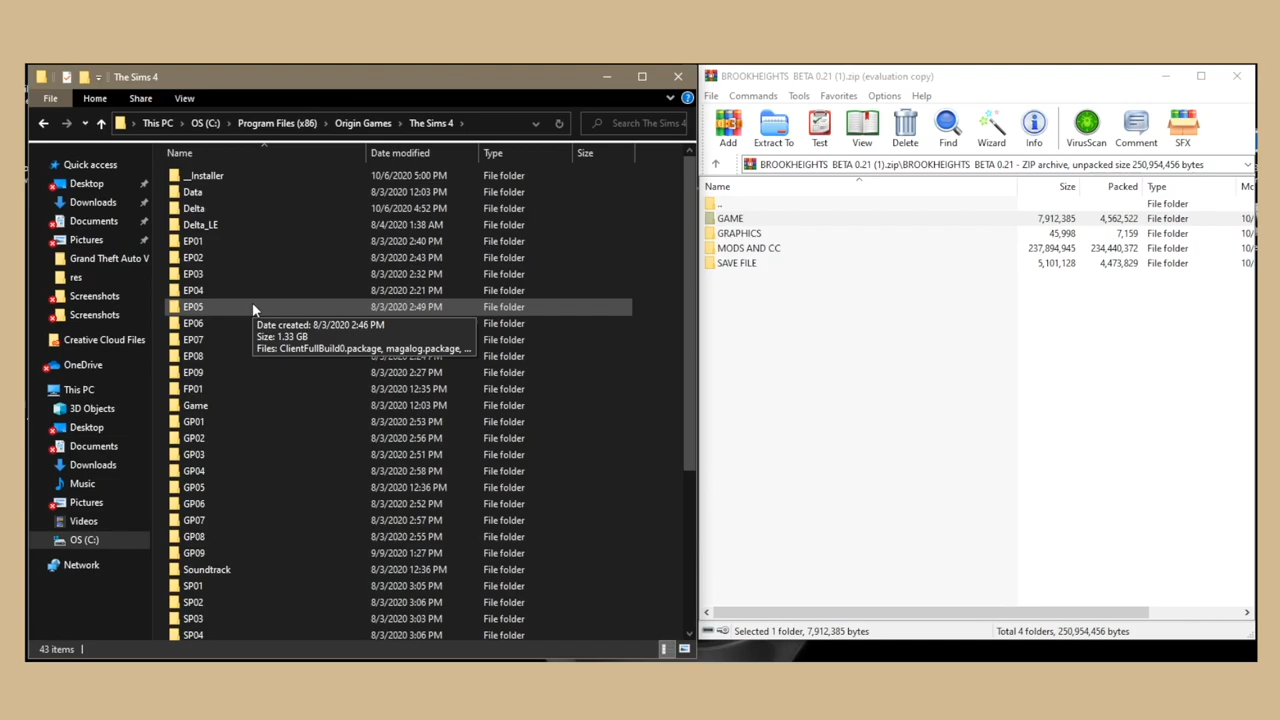 The Sims 4
File Home Share View
This PC › OS (C:) › Program Files (x86) › Origin Games › The Sims 4 ›
Search The Sims 4
Quick access
Desktop
Downloads
Documents
Pictures
Grand Theft Auto V
res
Screenshots
Screenshots
Creative Cloud Files
OneDrive
This PC
3D Objects
Desktop
Documents
Downloads
Music
Pictures
Videos
OS (C:)
Network
Name Date modified Type Size
__Installer 10/6/2020 5:00 PM File folder
Data 8/3/2020 12:03 PM File folder
Delta 10/6/2020 4:52 PM File folder
Delta_LE 8/4/2020 1:38 AM File folder
EP01 8/3/2020 2:40 PM File folder
EP02 8/3/2020 2:43 PM File folder
EP03 8/3/2020 2:32 PM File folder
EP04 8/3/2020 2:21 PM File folder
EP05 8/3/2020 2:49 PM File folder
EP06 File folder
EP07 File folder
EP08 8/3/2020 2:24 PM File folder
EP09 8/3/2020 2:27 PM File folder
FP01 8/3/2020 12:35 PM File folder
Game 8/3/2020 12:03 PM File folder
GP01 8/3/2020 2:53 PM File folder
GP02 8/3/2020 2:56 PM File folder
GP03 8/3/2020 2:51 PM File folder
GP04 8/3/2020 2:58 PM File folder
GP05 8/3/2020 12:36 PM File folder
GP06 8/3/2020 2:52 PM File folder
GP07 8/3/2020 2:57 PM File folder
GP08 8/3/2020 2:55 PM File folder
GP09 9/9/2020 1:27 PM File folder
Soundtrack 8/3/2020 12:36 PM File folder
SP01 8/3/2020 3:05 PM File folder
SP02 8/3/2020 3:06 PM File folder
SP03 8/3/2020 3:03 PM File folder
SP04 8/3/2020 3:06 PM File folder
Date created: 8/3/2020 2:46 PM
Size: 1.33 GB
Files: ClientFullBuild0.package, magalog.package, ...
43 items
BROOKHEIGHTS BETA 0.21 (1).zip (evaluation copy)
File Commands Tools Favorites Options Help
Add Extract To Test View Delete Find Wizard Info VirusScan Comment SFX
BROOKHEIGHTS BETA 0.21 (1).zip\BROOKHEIGHTS BETA 0.21 - ZIP archive, unpacked size 250,954,456 bytes
Name Size Packed Type Mc
.. File folder
GAME 7,912,385 4,562,522 File folder 10/
GRAPHICS 45,998 7,159 File folder 10/
MODS AND CC 237,894,945 234,440,372 File folder 10/
SAVE FILE 5,101,128 4,473,829 File folder 10/
Selected 1 folder, 7,912,385 bytes
Total 4 folders, 250,954,456 bytes